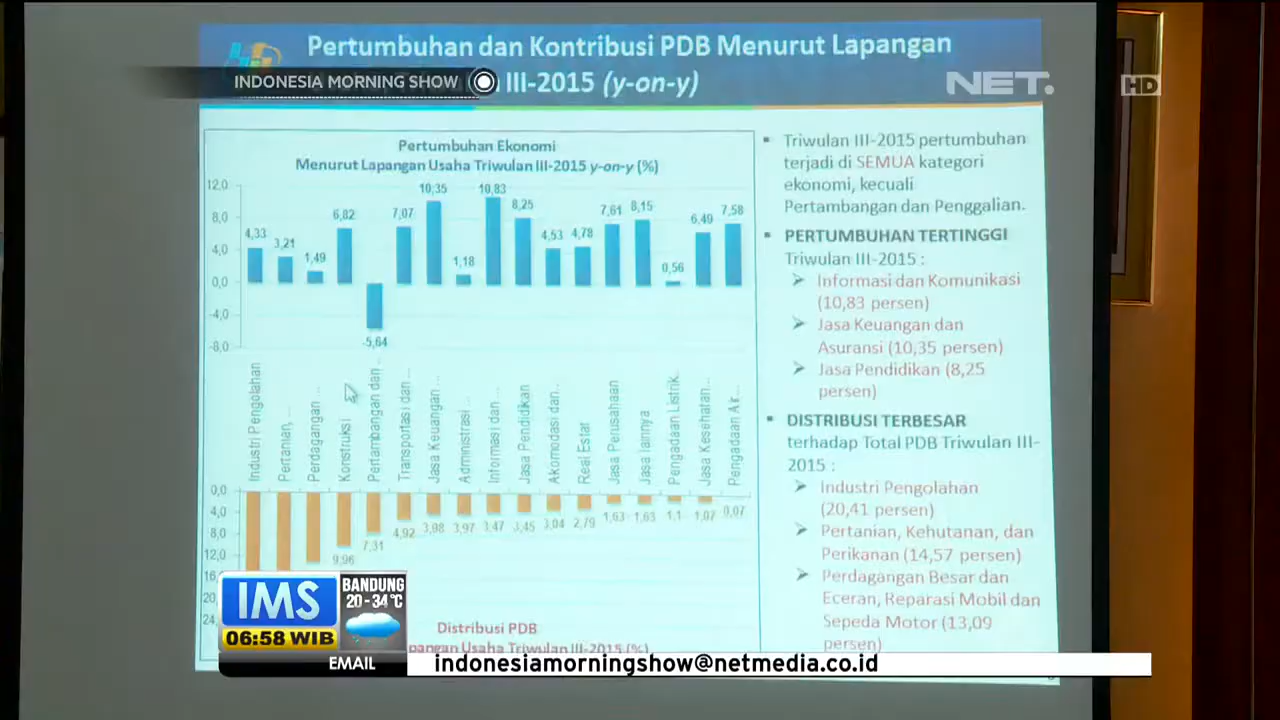 Pertumbuhan dan Kontribusi PDB Menurut Lapangan
III-2015 (y-on-y)
INDONESIA MORNING SHOW
NET.
HD
Pertumbuhan Ekonomi
Menurut Lapangan Usaha Triwulan III-2015 y-on-y (%)
12,0
8,0
4,0
0,0
-4,0
-8,0
4,33
3,21
1,49
6,82
-5,64
7,07
10,35
1,18
10,83
8,25
4,53
4,78
7,61
8,15
0,56
6,49
7,58
Industri Pengolahan
Pertanian, ...
Perdagangan ...
Konstruksi
Pertambangan dan ...
Transportasi dan ...
Jasa Keuangan ...
Administrasi ...
Informasi dan ...
Jasa Pendidikan
Akomodasi dan...
Real Estat
Jasa Perusahaan
Jasa lainnya
Pengadaan Listrik...
Jasa Kesehatan ...
Pengadaan Air...
0,0
4,0
8,0
12,0
9,96
7,31
4,92
3,98
3,97
3,47
3,45
3,04
2,79
1,63
1,63
1,1
1,07
0,07
Distribusi PDB
pangan Usaha Triwulan III-2015 (%)
▪ Triwulan III-2015 pertumbuhan
terjadi di SEMUA kategori
ekonomi, kecuali
Pertambangan dan Penggalian.
▪ PERTUMBUHAN TERTINGGI
Triwulan III-2015 :
➢ Informasi dan Komunikasi
(10,83 persen)
➢ Jasa Keuangan dan
Asuransi (10,35 persen)
➢ Jasa Pendidikan (8,25
persen)
▪ DISTRIBUSI TERBESAR
terhadap Total PDB Triwulan III-
2015 :
➢ Industri Pengolahan
(20,41 persen)
➢ Pertanian, Kehutanan, dan
Perikanan (14,57 persen)
➢ Perdagangan Besar dan
Eceran, Reparasi Mobil dan
Sepeda Motor (13,09
persen)
IMS
06:58 WIB
BANDUNG
20-34°C
EMAIL
indonesiamorningshow@netmedia.co.id